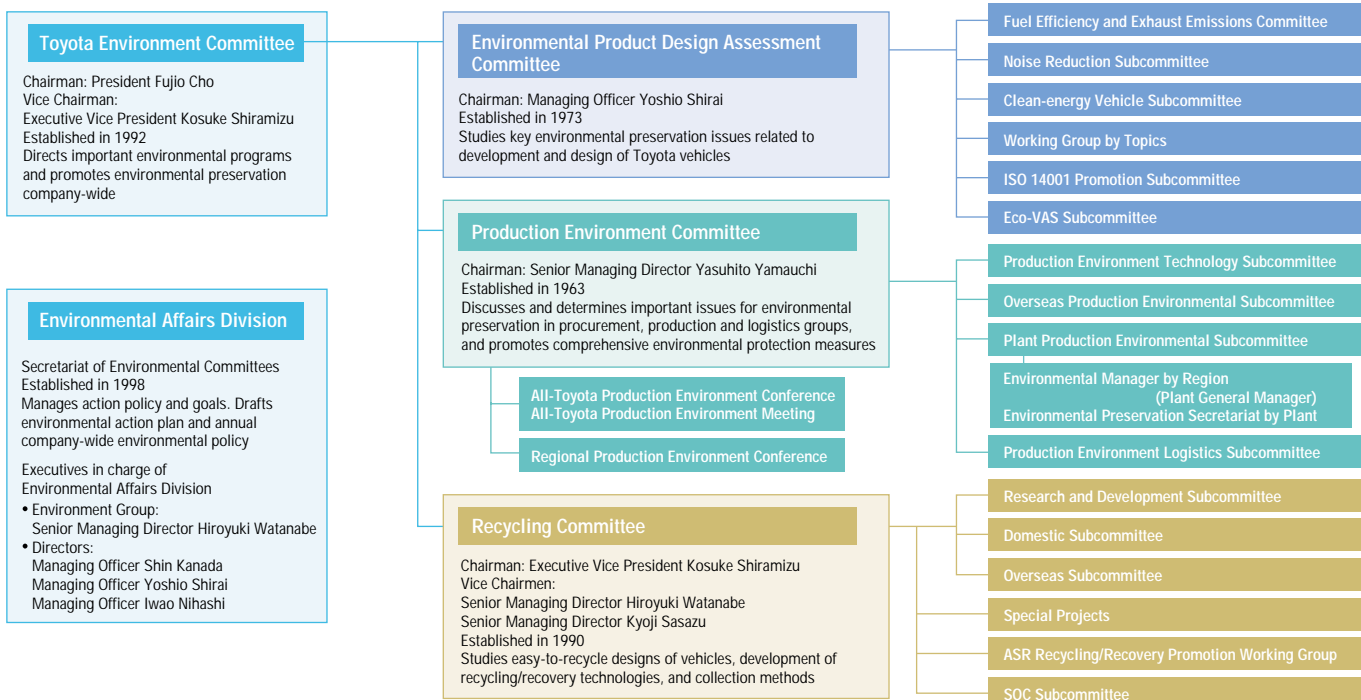 Toyota Environment Committee
Chairman: President Fujio Cho
Vice Chairman:
Executive Vice President Kosuke Shiramizu
Established in 1992
Directs important environmental programs
and promotes environmental preservation
company-wide
Environmental Affairs Division
Secretariat of Environmental Committees
Established in 1998
Manages action policy and goals. Drafts
environmental action plan and annual
company-wide environmental policy
Executives in charge of
Environmental Affairs Division
• Environment Group:
Senior Managing Director Hiroyuki Watanabe
• Directors:
Managing Officer Shin Kanada
Managing Officer Yoshio Shirai
Managing Officer Iwao Nihashi
Environmental Product Design Assessment
Committee
Chairman: Managing Officer Yoshio Shirai
Established in 1973
Studies key environmental preservation issues related to
development and design of Toyota vehicles
Production Environment Committee
Chairman: Senior Managing Director Yasuhito Yamauchi
Established in 1963
Discusses and determines important issues for environmental
preservation in procurement, production and logistics groups,
and promotes comprehensive environmental protection measures
All-Toyota Production Environment Conference
All-Toyota Production Environment Meeting
Regional Production Environment Conference
Recycling Committee
Chairman: Executive Vice President Kosuke Shiramizu
Vice Chairmen:
Senior Managing Director Hiroyuki Watanabe
Senior Managing Director Kyoji Sasazu
Established in 1990
Studies easy-to-recycle designs of vehicles, development of
recycling/recovery technologies, and collection methods
Fuel Efficiency and Exhaust Emissions Committee
Noise Reduction Subcommittee
Clean-energy Vehicle Subcommittee
Working Group by Topics
ISO 14001 Promotion Subcommittee
Eco-VAS Subcommittee
Production Environment Technology Subcommittee
Overseas Production Environmental Subcommittee
Plant Production Environmental Subcommittee
Environmental Manager by Region
(Plant General Manager)
Environmental Preservation Secretariat by Plant
Production Environment Logistics Subcommittee
Research and Development Subcommittee
Domestic Subcommittee
Overseas Subcommittee
Special Projects
ASR Recycling/Recovery Promotion Working Group
SOC Subcommittee